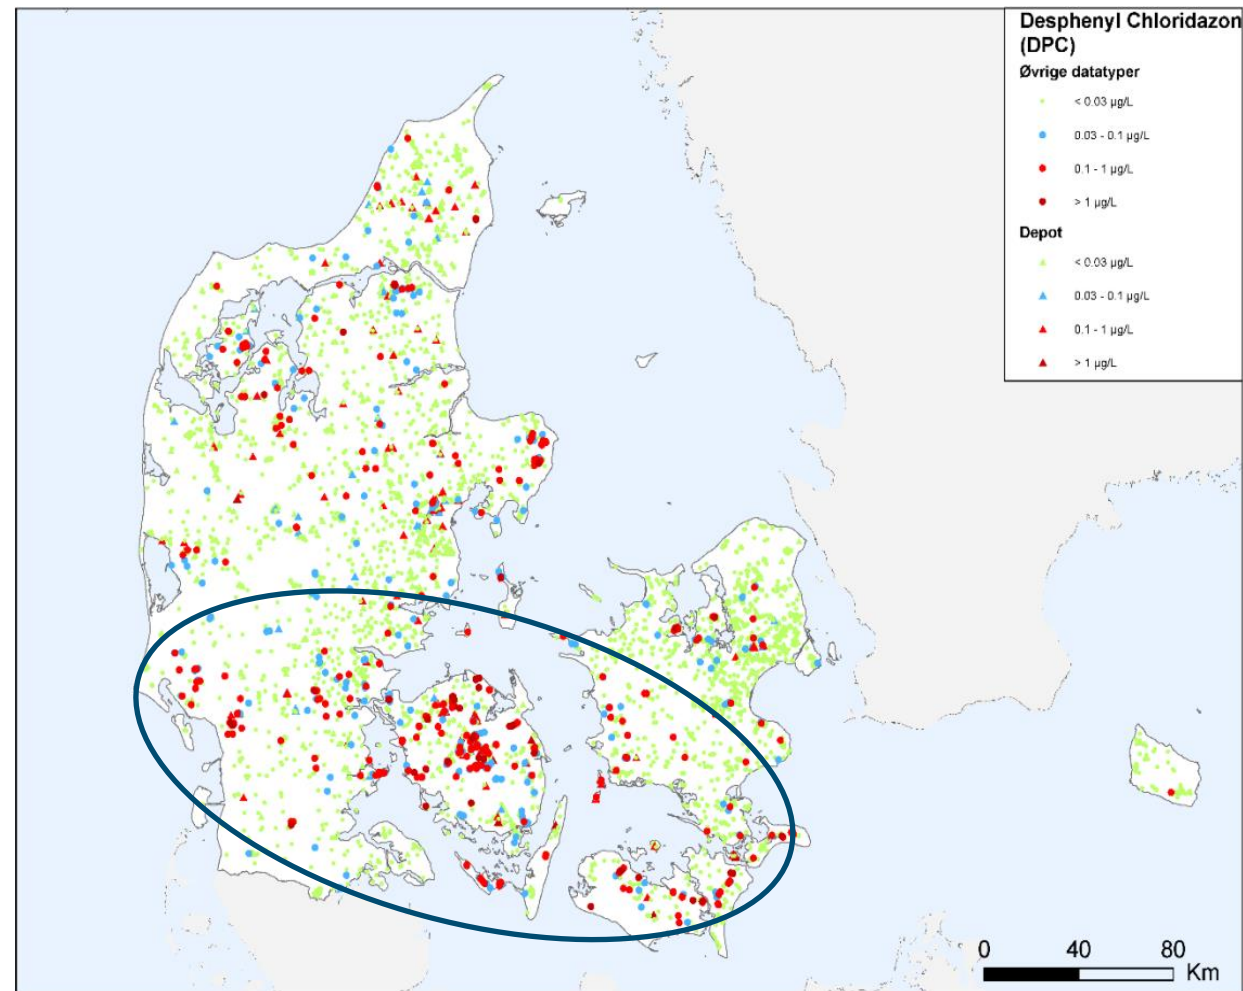 Desphenyl Chloridazon
(DPC)
Øvrige datatyper
< 0.03 µg/L
0.03 - 0.1 µg/L
0.1 - 1 µg/L
> 1 µg/L
Depot
< 0.03 µg/L
0.03 - 0.1 µg/L
0.1 - 1 µg/L
> 1 µg/L
0 40 80
Km